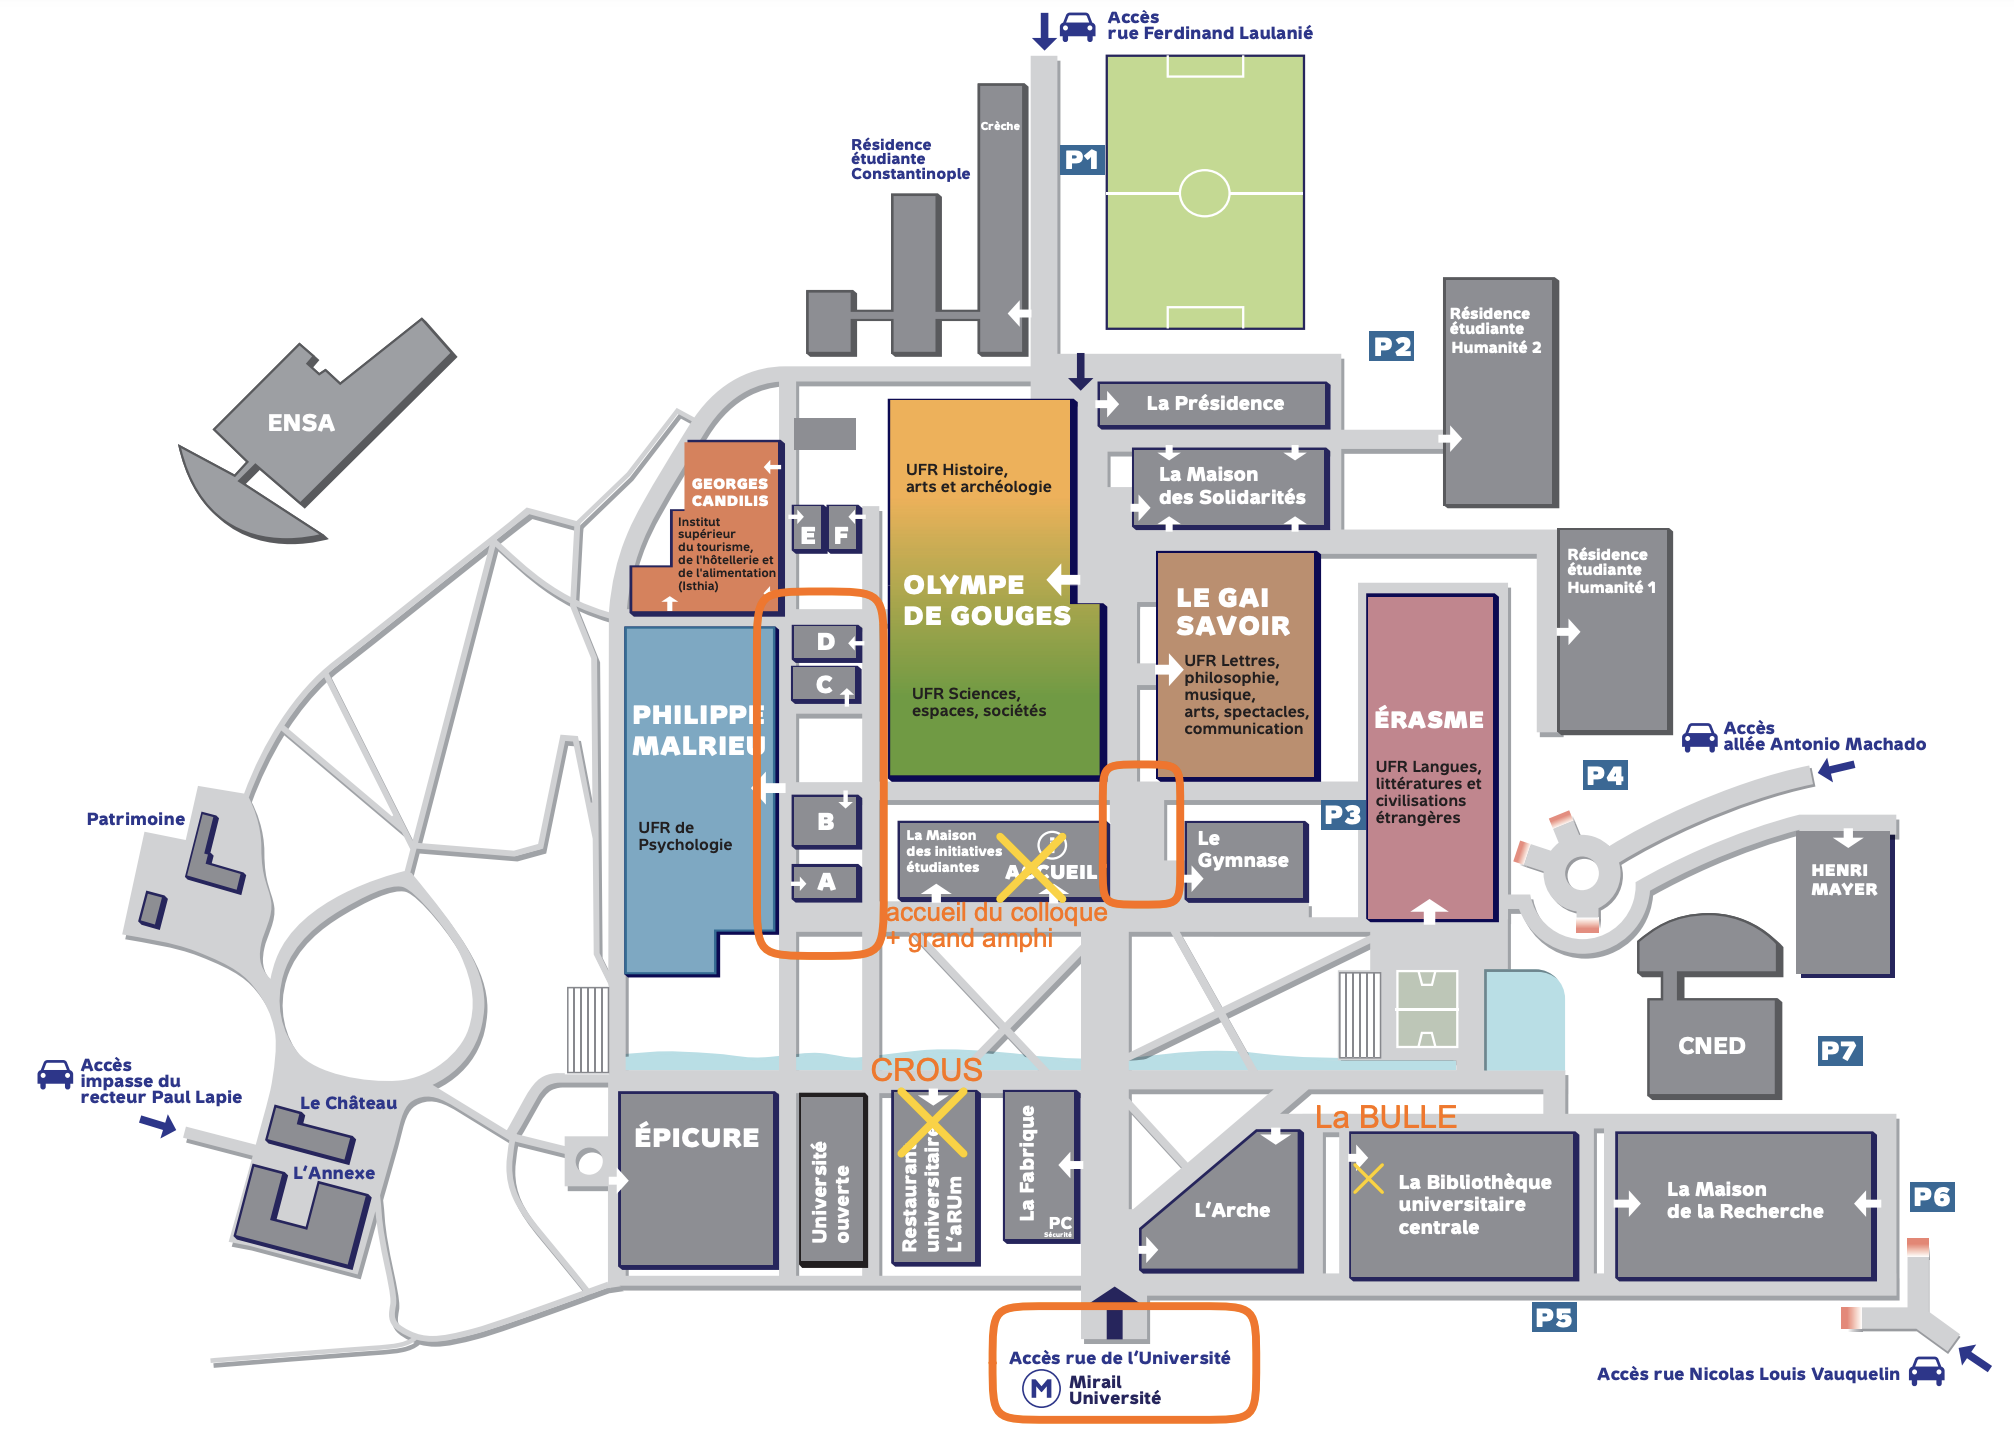 Accès
rue Ferdinand Laulanié
Crèche
Résidence
étudiante
Constantinople
P1
P2
Résidence
étudiante
Humanité 2
ENSA
La Présidence
GEORGES
CANDILIS
Institut
supérieur
du tourisme,
de l'hôtellerie et
de l'alimentation
(Isthia)
E
F
UFR Histoire,
arts et archéologie
OLYMPE
DE GOUGES
UFR Sciences,
espaces, sociétés
La Maison
des Solidarités
LE GAI
SAVOIR
UFR Lettres,
philosophie,
musique,
arts, spectacles,
communication
Résidence
étudiante
Humanité 1
ÉRASME
UFR Langues,
littératures et
civilisations
étrangères
PHILIPPE
MALRIEU
UFR de
Psychologie
D
C
B
A
Accès
allée Antonio Machado
P4
P3
Patrimoine
La Maison
des initiatives
étudiantes
ACCUEIL
Le
Gymnase
HENRI
MAYER
accueil du colloque
+ grand amphi
CNED
P7
Accès
impasse du
recteur Paul Lapie
Le Château
L'Annexe
CROUS
ÉPICURE
Université
ouverte
Restaurant
universitaire
L'aRUm
La Fabrique
PC
Sécurité
La BULLE
L'Arche
La Bibliothèque
universitaire
centrale
La Maison
de la Recherche
P6
P5
Accès rue de l'Université
M
Mirail
Université
Accès rue Nicolas Louis Vauquelin